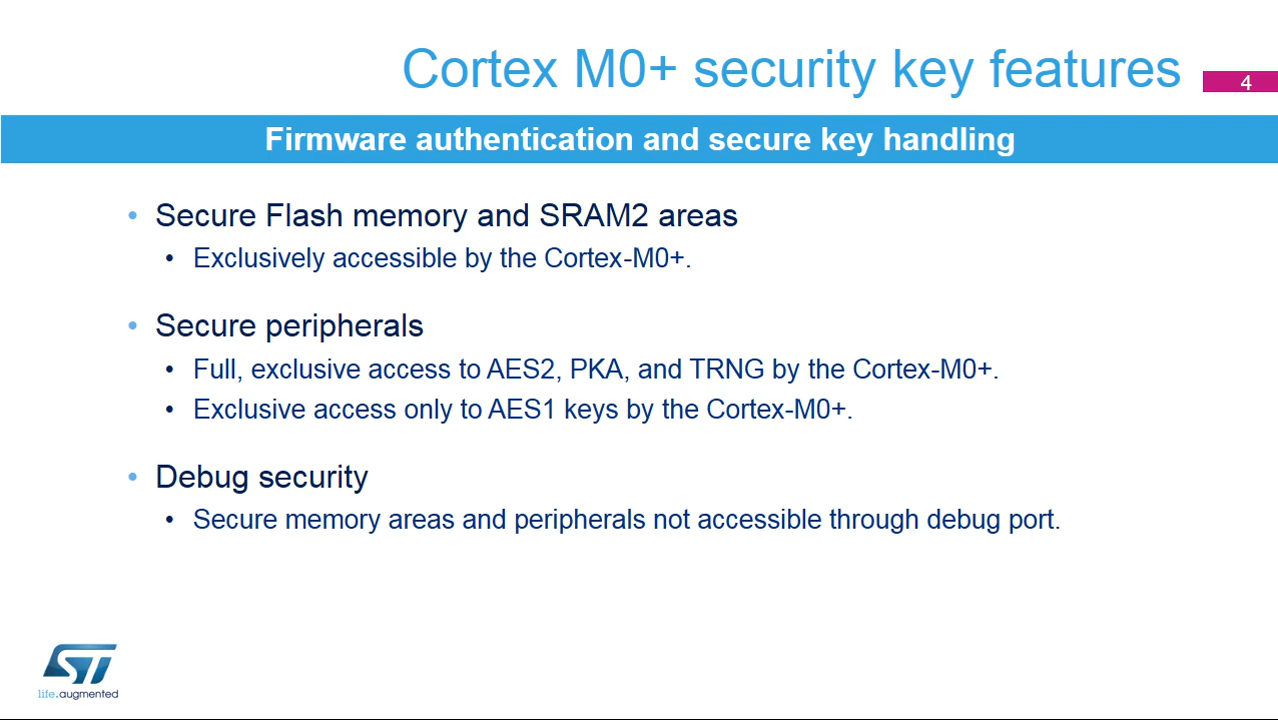 Cortex M0+ security key features
4
Firmware authentication and secure key handling
• Secure Flash memory and SRAM2 areas
• Exclusively accessible by the Cortex-M0+.
• Secure peripherals
• Full, exclusive access to AES2, PKA, and TRNG by the Cortex-M0+.
• Exclusive access only to AES1 keys by the Cortex-M0+.
• Debug security
• Secure memory areas and peripherals not accessible through debug port.
ST
life.augmented